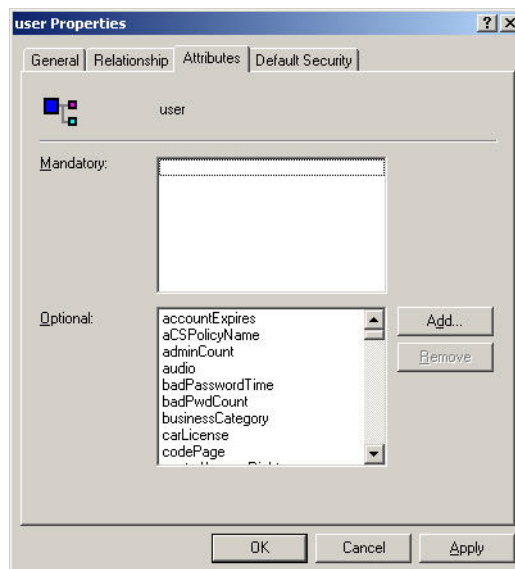 user Properties
General Relationship Attributes Default Security
user
Mandatory:
Optional:
accountExpires
aCSPolicyName
adminCount
audio
badPasswordTime
badPwdCount
businessCategory
carLicense
codePage
Add...
Remove
OK Cancel Apply